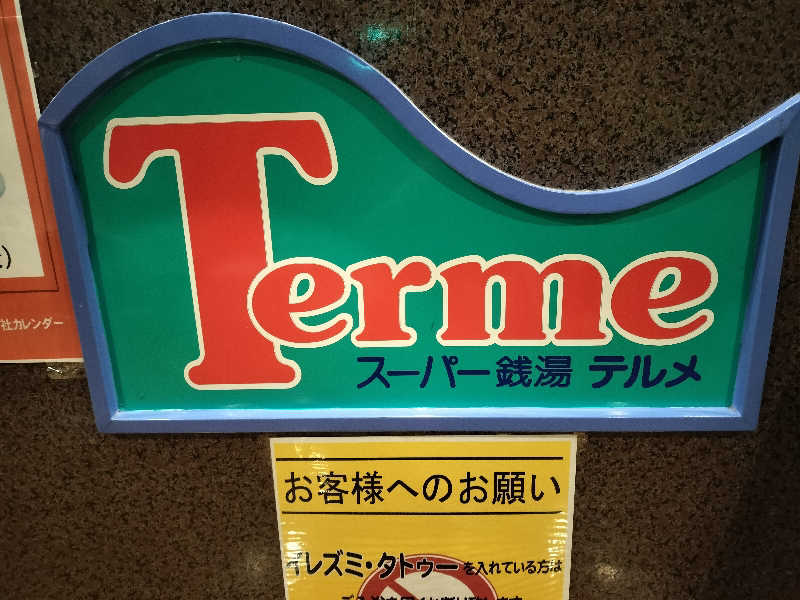 Terme
スーパー銭湯 テルメ
社カレンダー
お客様へのお願い
イレズミ・タトゥーを入れている方は